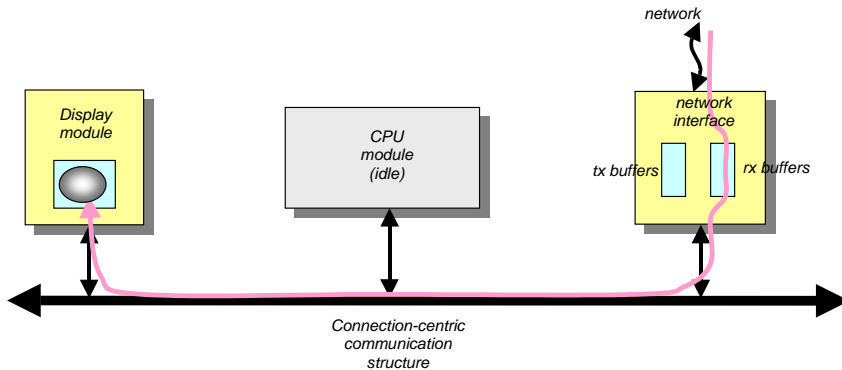 network
Display
module
CPU
module
(idle)
network
interface
tx buffers
rx buffers
Connection-centric
communication
structure